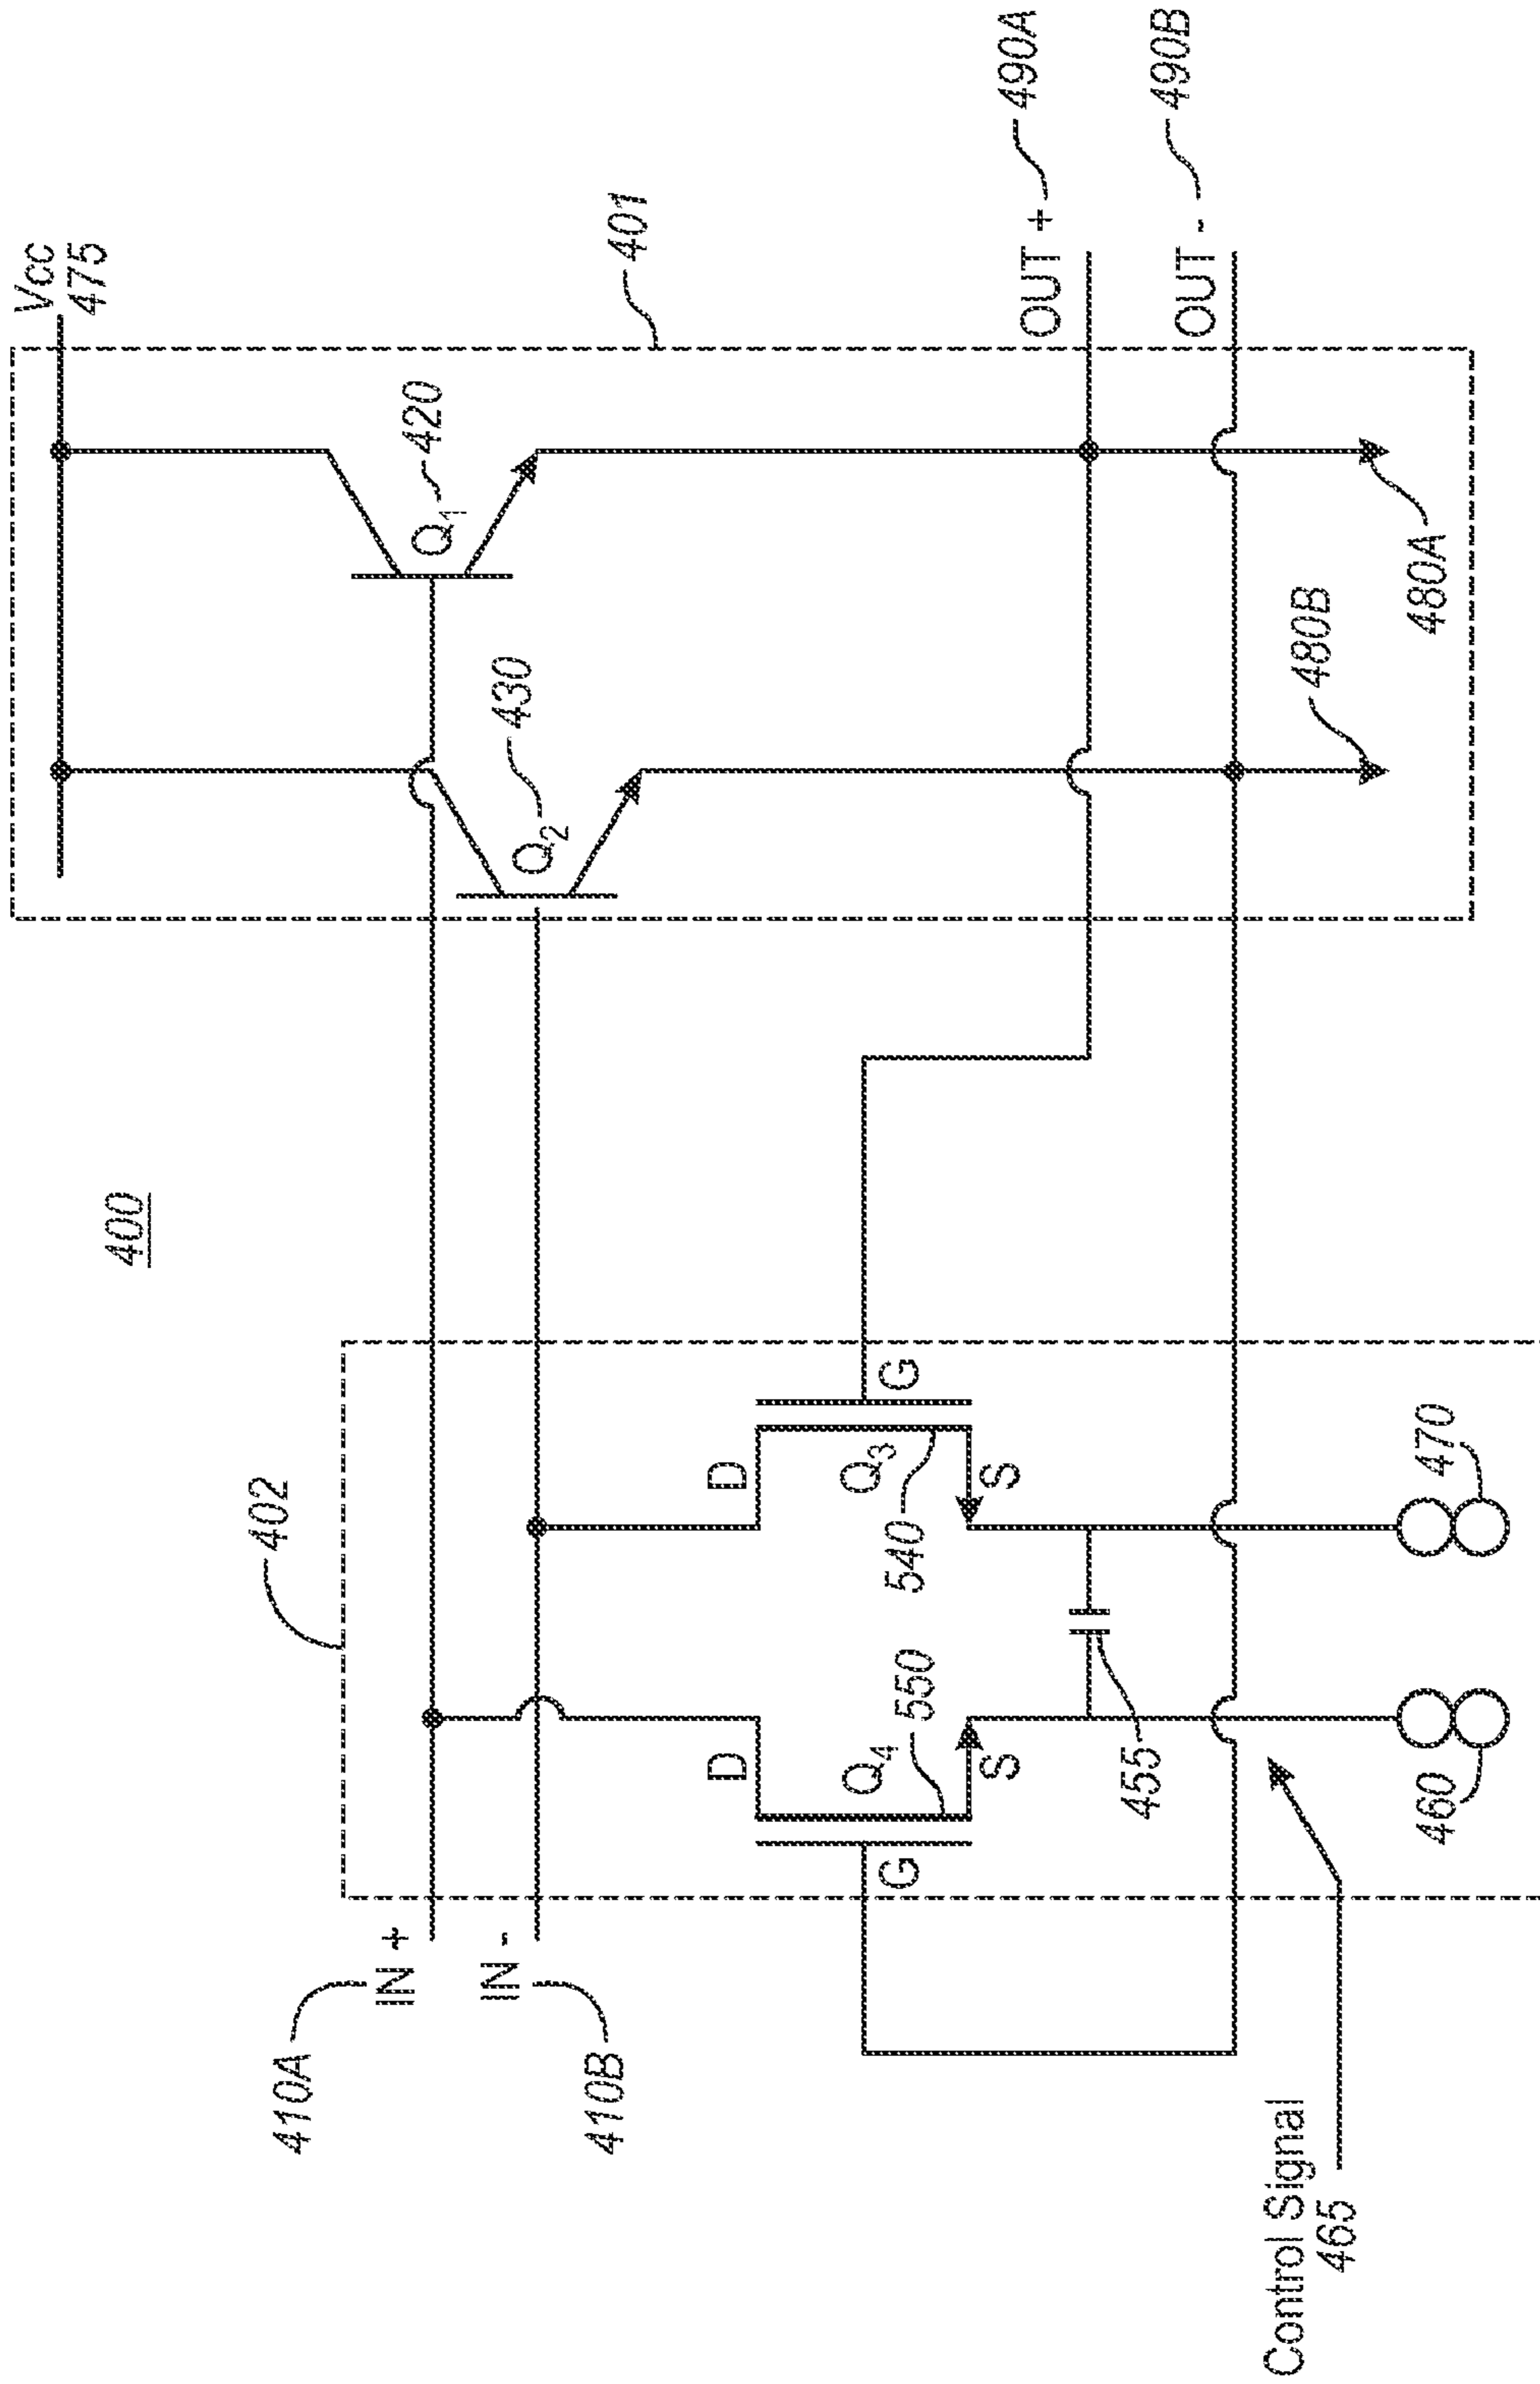 400
Vcc
475
401
402
410A
IN +
IN -
410B
Q1
420
Q2
430
D
D
G
G
Q3
540
Q4
550
S
S
455
OUT +
490A
OUT -
490B
480A
480B
460
470
Control Signal
465